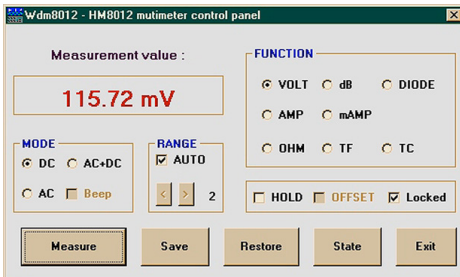 Wdm8012 - HM8012 mutimeter control panel
Measurement value :
115.72 mV
FUNCTION
VOLT dB DIODE
AMP mAMP
OHM TF TC
MODE
DC AC+DC
AC Beep
RANGE
AUTO
< > 2
HOLD OFFSET Locked
Measure Save Restore State Exit